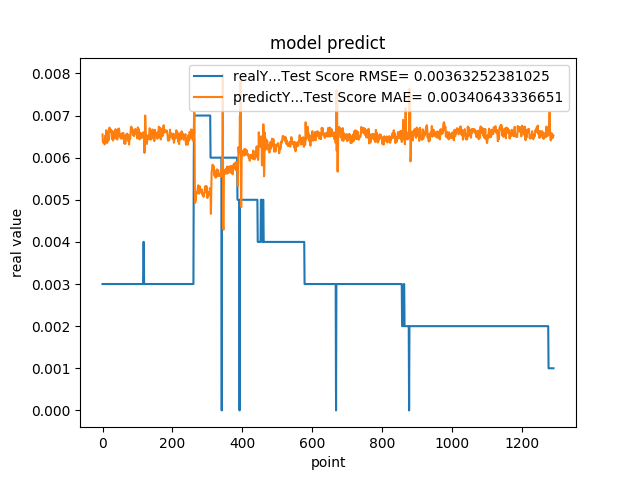 model predict
realY...Test Score RMSE= 0.00363252381025
predictY...Test Score MAE= 0.00340643336651
0.008
0.007
0.006
0.005
0.004
0.003
0.002
0.001
0.000
real value
0 200 400 600 800 1000 1200
point